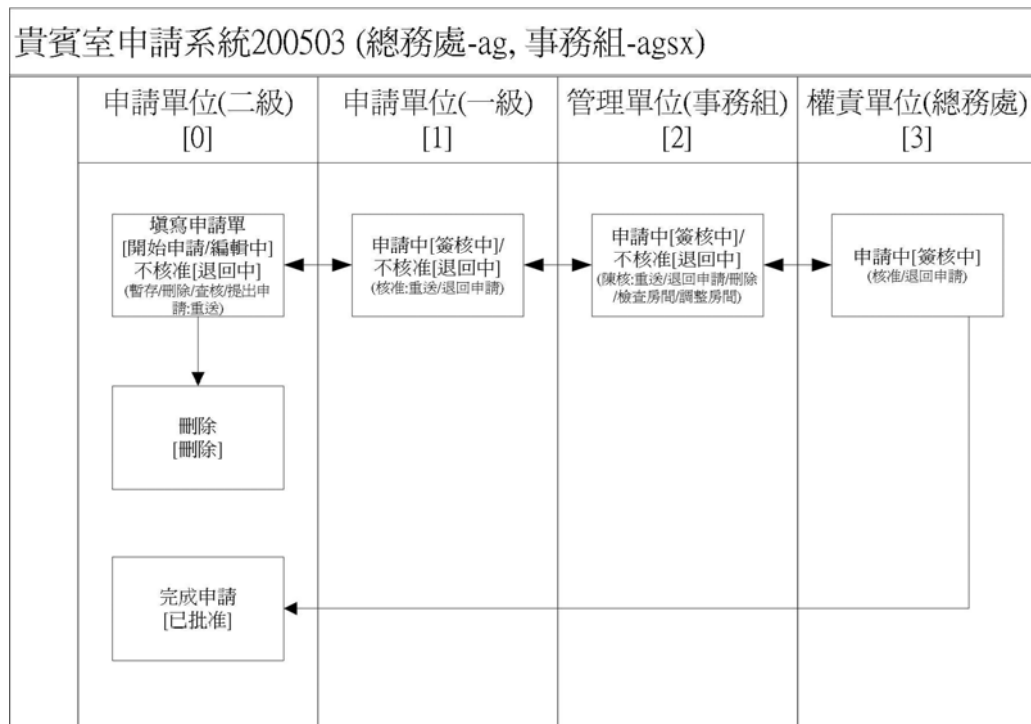 貴賓室申請系統200503 (總務處-ag, 事務組-agsx)
申請單位(二級)
[0]
申請單位(一級)
[1]
管理單位(事務組)
[2]
權責單位(總務處)
[3]
填寫申請單
[開始申請/編輯中]
不核准[退回中]
(暫存/刪除/查核/提出申
請:重送)
申請中[簽核中]/
不核准[退回中]
(核准:重送/退回申請)
申請中[簽核中]/
不核准[退回中]
(陳核:重送/退回申請/刪除
/檢查房間/調整房間)
申請中[簽核中]
(核准/退回申請)
刪除
[刪除]
完成申請
[已批准]